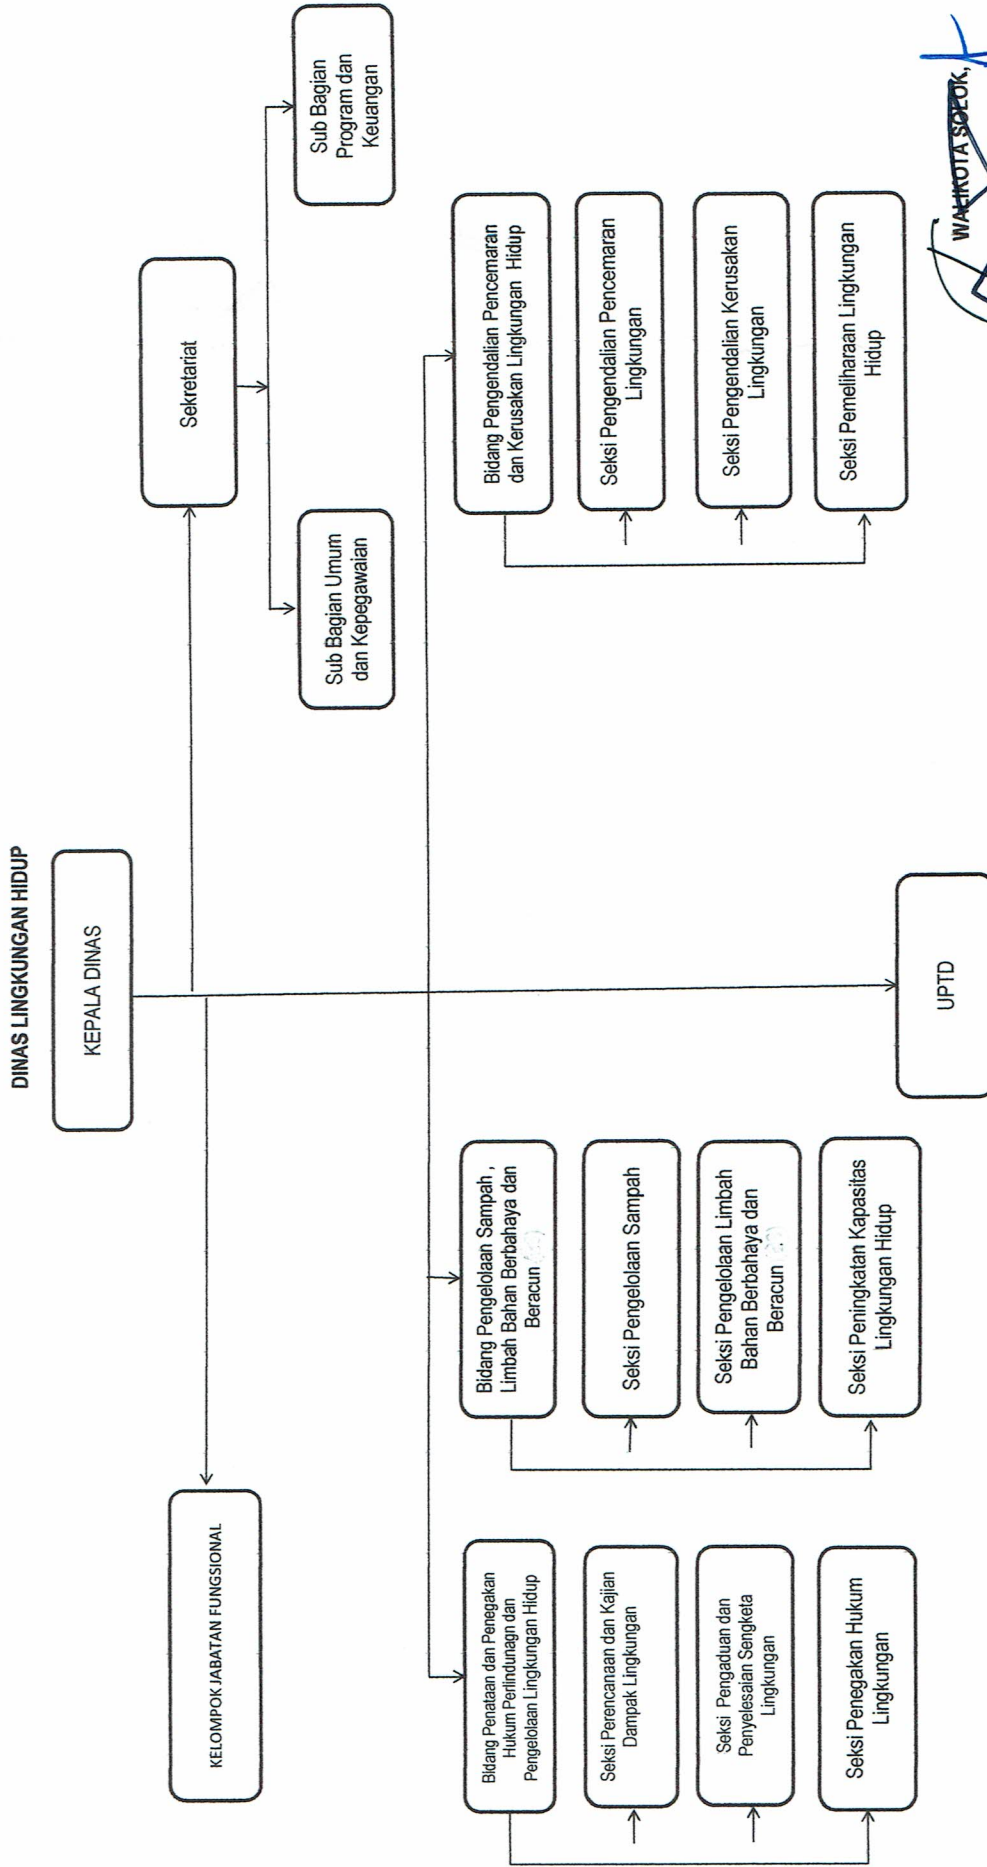 DINAS LINGKUNGAN HIDUP
KEPALA DINAS
KELOMPOK JABATAN FUNGSIONAL
Sekretariat
Sub Bagian Umum
dan Kepegawaian
Sub Bagian
Program dan
Keuangan
Bidang Penataan dan Penegakan
Hukum Perlindunagn dan
Pengelolaan Lingkungan Hidup
Seksi Perencanaan dan Kajian
Dampak Lingkungan
Seksi Pengaduan dan
Penyelesaian Sengketa
Lingkungan
Seksi Penegakan Hukum
Lingkungan
Bidang Pengelolaan Sampah ,
Limbah Bahan Berbahaya dan
Beracun
Seksi Pengelolaan Sampah
Seksi Pengelolaan Limbah
Bahan Berbahaya dan
Beracun
Seksi Peningkatan Kapasitas
Lingkungan Hidup
UPTD
Bidang Pengendalian Pencemaran
dan Kerusakan Lingkungan Hidup
Seksi Pengendalian Pencemaran
Lingkungan
Seksi Pengendalian Kerusakan
Lingkungan
Seksi Pemeliharaan Lingkungan
Hidup
WALIKOTA SOLOK,